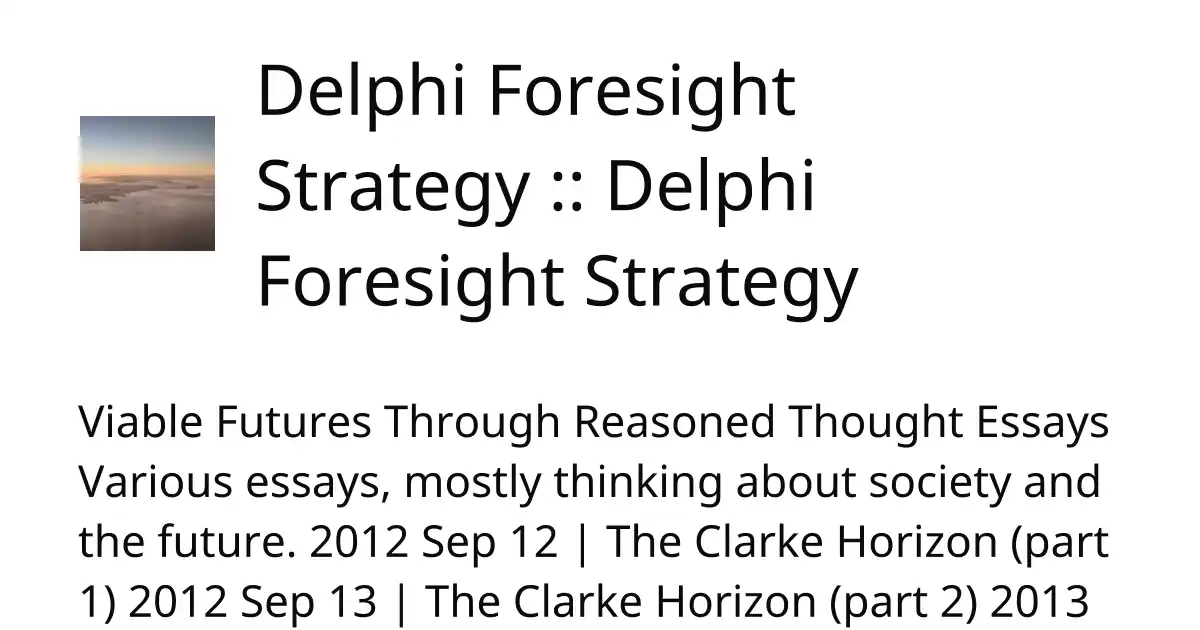 Delphi Foresight
Strategy :: Delphi
Foresight Strategy
Viable Futures Through Reasoned Thought Essays
Various essays, mostly thinking about society and
the future. 2012 Sep 12 | The Clarke Horizon (part
1) 2012 Sep 13 | The Clarke Horizon (part 2) 2013